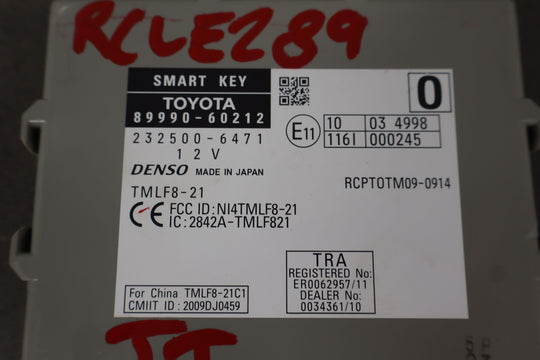 RCLE289
SMART KEY
TOYOTA
89990-60212
232500-6471
12V
DENSO MADE IN JAPAN
TMLF8-21
CE FCC ID: NI4TMLF8-21
IC: 2842A-TMLF821
For China TMLF8-21C1
CMIIT ID: 2009DJ0459
0
E11
10 03 4998
116I 000245
RCPTOTM09-0914
TRA
REGISTERED No:
ER0062957/11
DEALER No:
0034361/10